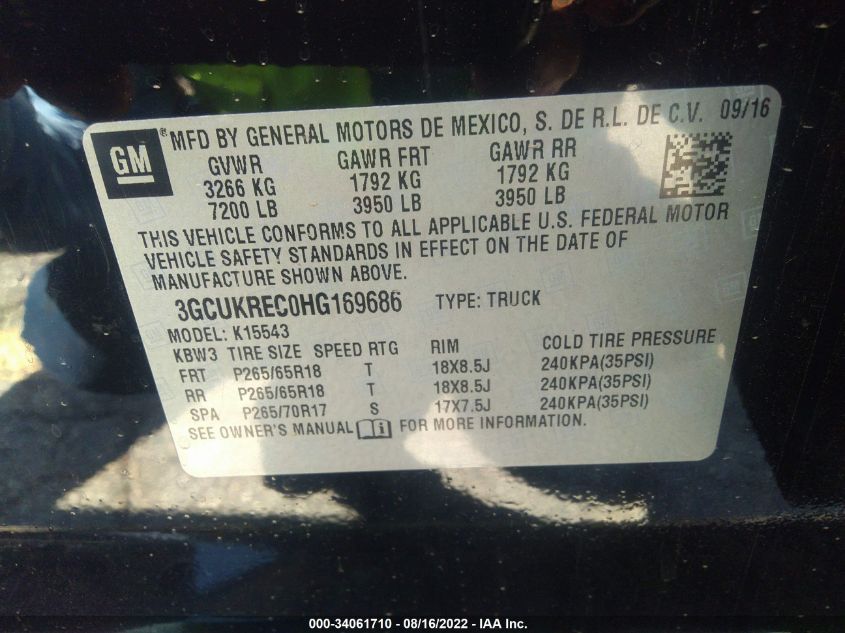 GM ® MFD BY GENERAL MOTORS DE MEXICO, S. DE R.L. DE C.V. 09/16
GVWR GAWR FRT GAWR RR
3266 KG 1792 KG 1792 KG
7200 LB 3950 LB 3950 LB
THIS VEHICLE CONFORMS TO ALL APPLICABLE U.S. FEDERAL MOTOR
VEHICLE SAFETY STANDARDS IN EFFECT ON THE DATE OF
MANUFACTURE SHOWN ABOVE.
3GCUKREC0HG169686 TYPE: TRUCK
MODEL: K15543
KBW3 TIRE SIZE SPEED RTG RIM COLD TIRE PRESSURE
FRT P265/65R18 T 18X8.5J 240KPA(35PSI)
RR P265/65R18 T 18X8.5J 240KPA(35PSI)
SPA P265/70R17 S 17X7.5J 240KPA(35PSI)
SEE OWNER'S MANUAL FOR MORE INFORMATION.
000-34061710 - 08/16/2022 - IAA Inc.